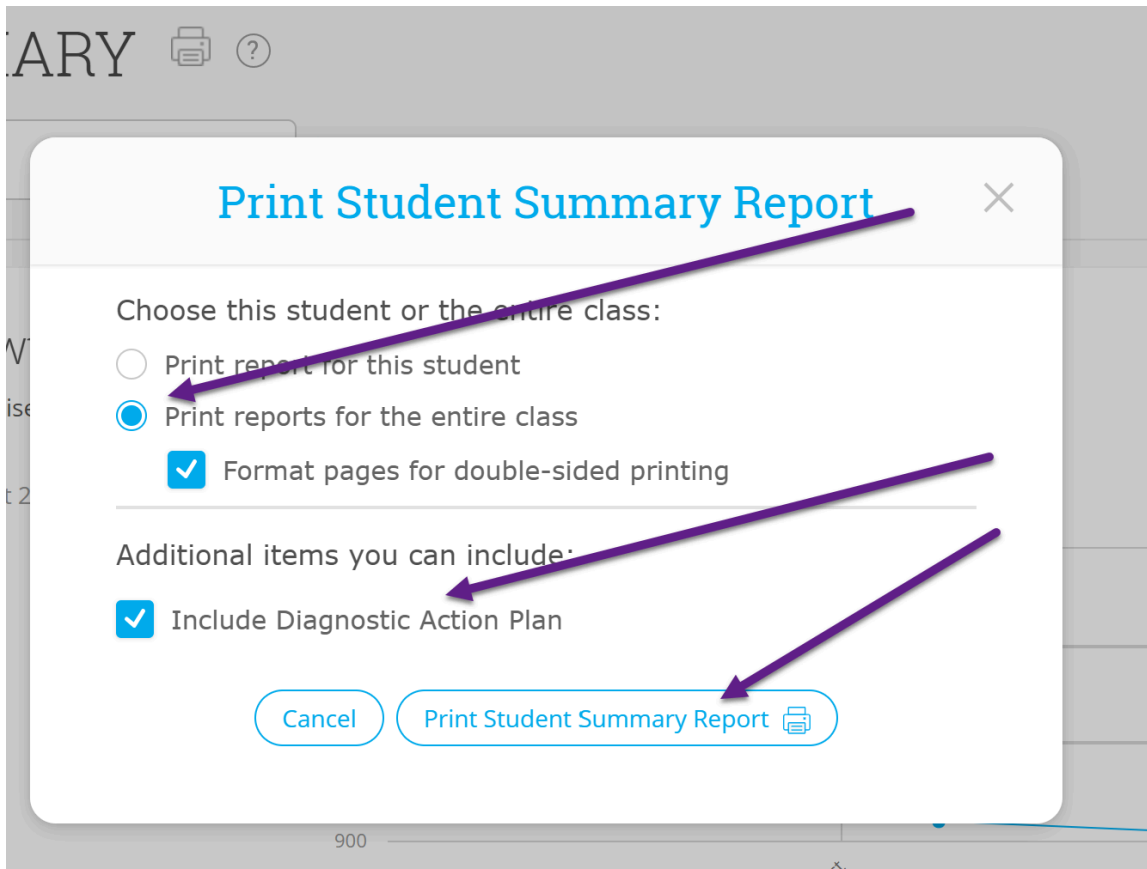 ARY
Print Student Summary Report
Choose this student or the entire class:
Print report for this student
Print reports for the entire class
Format pages for double-sided printing
Additional items you can include:
Include Diagnostic Action Plan
Cancel
Print Student Summary Report
900